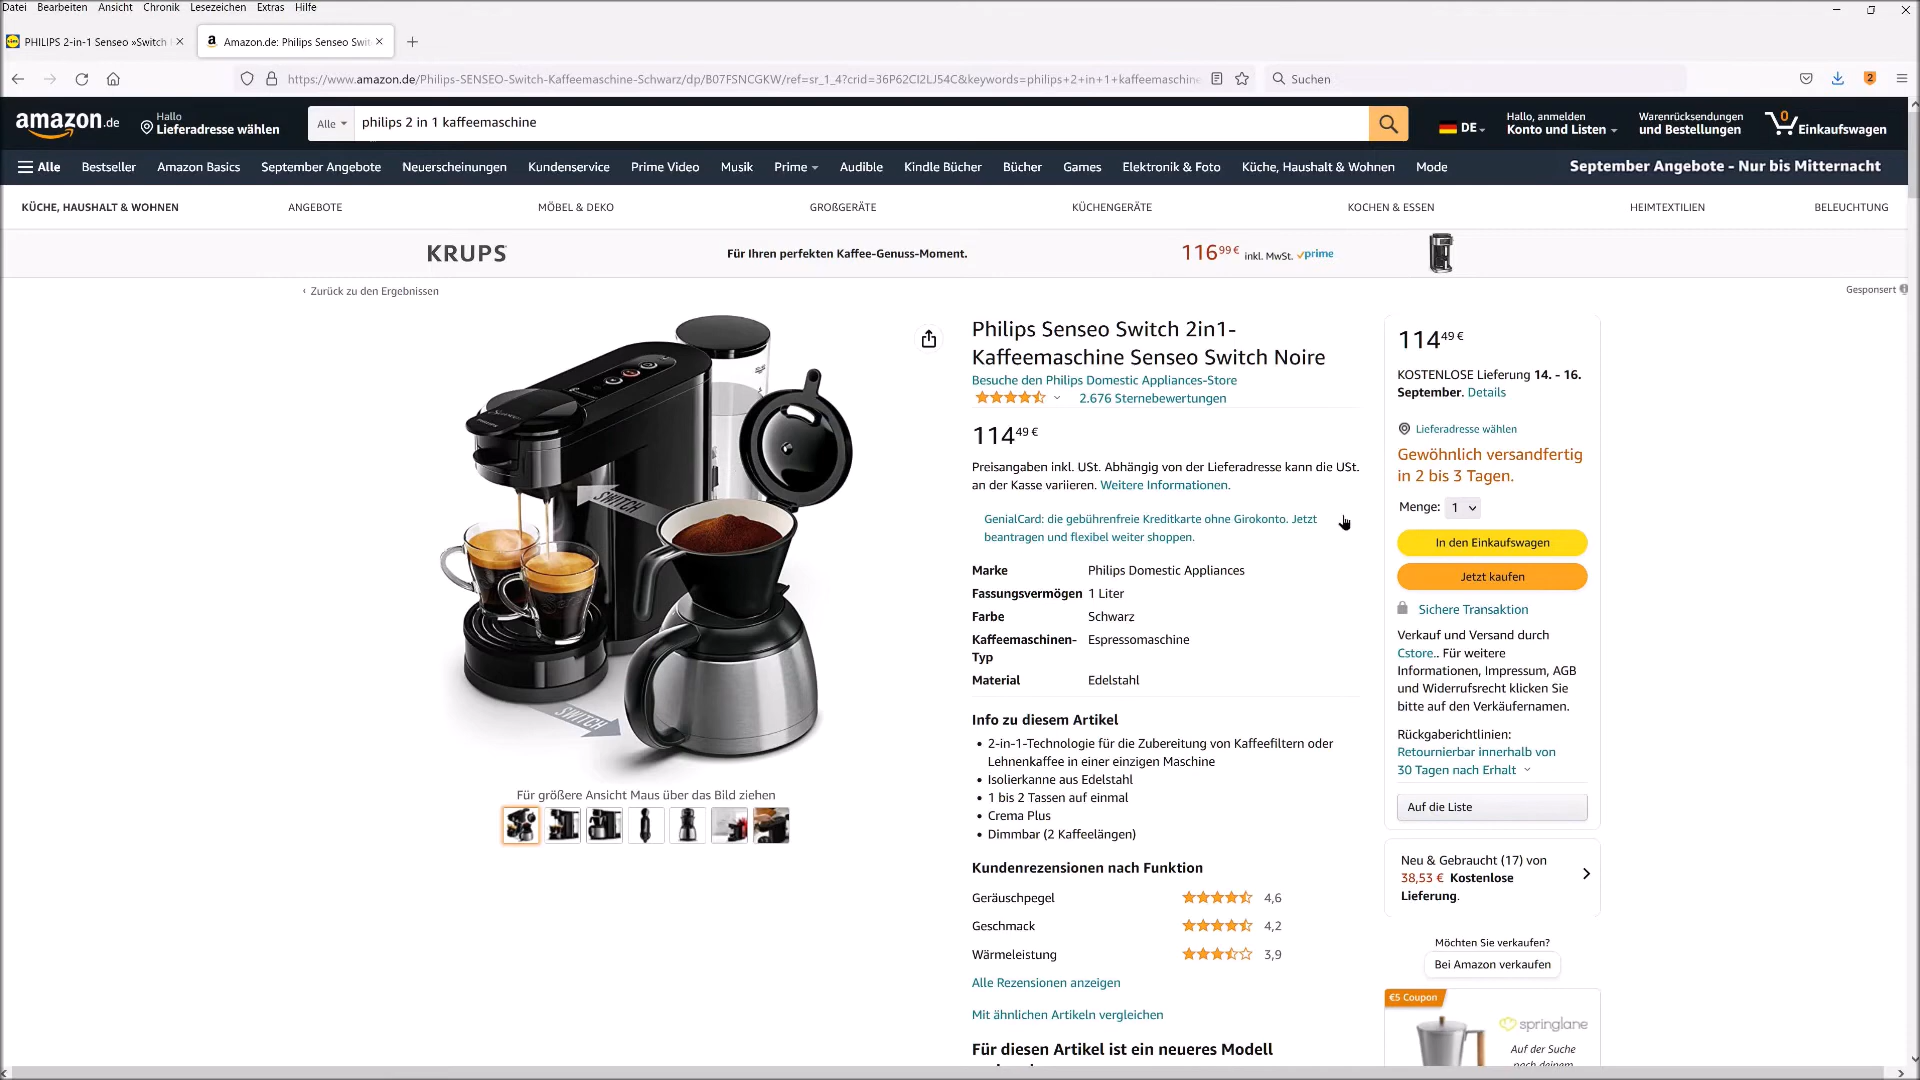 Datei Bearbeiten Ansicht Chronik Lesezeichen Extras Hilfe
PHILIPS 2-in-1 Senseo »Switch
Amazon.de: Philips Senseo Swit
https://www.amazon.de/Philips-SENSEO-Switch-Kaffeemaschine-Schwarz/dp/B07FSNCGKW/ref=sr_1_4?crid=36P62CI2LJ54C&keywords=philips+2+in+1+kaffeemaschine
Suchen
2
amazon.de
Hallo
Lieferadresse wählen
Alle
philips 2 in 1 kaffeemaschine
DE
Hallo, anmelden
Konto und Listen
Warenrücksendungen
und Bestellungen
0
Einkaufswagen
Alle Bestseller Amazon Basics September Angebote Neuerscheinungen Kundenservice Prime Video Musik Prime Audible Kindle Bücher Bücher Games Elektronik & Foto Küche, Haushalt & Wohnen Mode
September Angebote - Nur bis Mitternacht
KÜCHE, HAUSHALT & WOHNEN ANGEBOTE MÖBEL & DEKO GROßGERÄTE KÜCHENGERÄTE KOCHEN & ESSEN HEIMTEXTILIEN BELEUCHTUNG
KRUPS
Für Ihren perfekten Kaffee-Genuss-Moment.
116 99 € inkl. MwSt. prime
‹ Zurück zu den Ergebnissen
Gesponsert
SWITCH
SWITCH
Für größere Ansicht Maus über das Bild ziehen
Philips Senseo Switch 2in1-
Kaffeemaschine Senseo Switch Noire
Besuche den Philips Domestic Appliances-Store
2.676 Sternebewertungen
114 49 €
Preisangaben inkl. USt. Abhängig von der Lieferadresse kann die USt.
an der Kasse variieren. Weitere Informationen.
GenialCard: die gebührenfreie Kreditkarte ohne Girokonto. Jetzt
beantragen und flexibel weiter shoppen.
Marke Philips Domestic Appliances
Fassungsvermögen 1 Liter
Farbe Schwarz
Kaffeemaschinen- Espressomaschine
Typ
Material Edelstahl
Info zu diesem Artikel
• 2-in-1-Technologie für die Zubereitung von Kaffeefiltern oder
Lehnenkaffee in einer einzigen Maschine
• Isolierkanne aus Edelstahl
• 1 bis 2 Tassen auf einmal
• Crema Plus
• Dimmbar (2 Kaffeelängen)
Kundenrezensionen nach Funktion
Geräuschpegel 4,6
Geschmack 4,2
Wärmeleistung 3,9
Alle Rezensionen anzeigen
Mit ähnlichen Artikeln vergleichen
Für diesen Artikel ist ein neueres Modell
114 49 €
KOSTENLOSE Lieferung 14. - 16.
September. Details
Lieferadresse wählen
Gewöhnlich versandfertig
in 2 bis 3 Tagen.
Menge: 1
In den Einkaufswagen
Jetzt kaufen
Sichere Transaktion
Verkauf und Versand durch
Cstore.. Für weitere
Informationen, Impressum, AGB
und Widerrufsrecht klicken Sie
bitte auf den Verkäufernamen.
Rückgaberichtlinien:
Retournierbar innerhalb von
30 Tagen nach Erhalt
Auf die Liste
Neu & Gebraucht (17) von
38,53 € Kostenlose
Lieferung.
Möchten Sie verkaufen?
Bei Amazon verkaufen
€5 Coupon
springlane
Auf der Suche
nach deinem